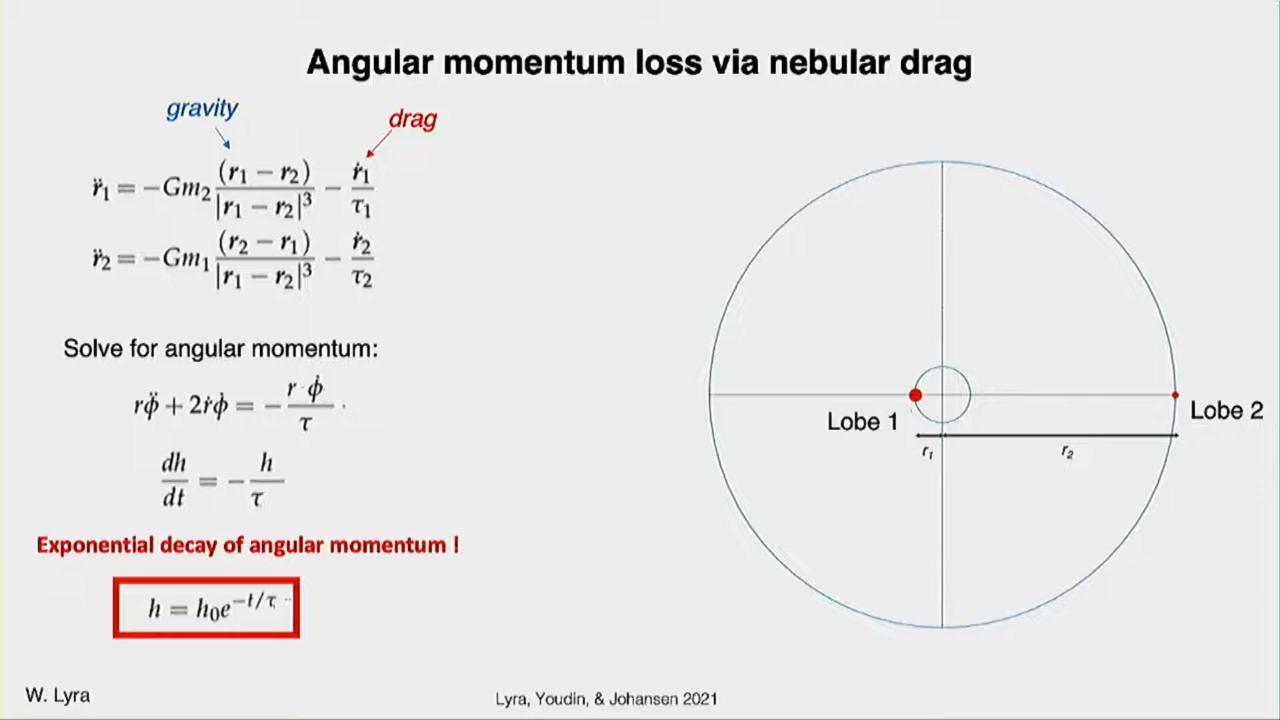 Angular momentum loss via nebular drag
gravity
drag
r̈₁ = −Gm₂ (r₁ − r₂) / |r₁ − r₂|³ − ṙ₁ / τ₁
r̈₂ = −Gm₁ (r₂ − r₁) / |r₁ − r₂|³ − ṙ₂ / τ₂
Solve for angular momentum:
rϕ̈ + 2ṙϕ̇ = − r ϕ̇ / τ .
dh / dt = − h / τ
Exponential decay of angular momentum !
h = h₀e^{−t/τ}
Lobe 1
Lobe 2
r₁
r₂
W. Lyra
Lyra, Youdin, & Johansen 2021